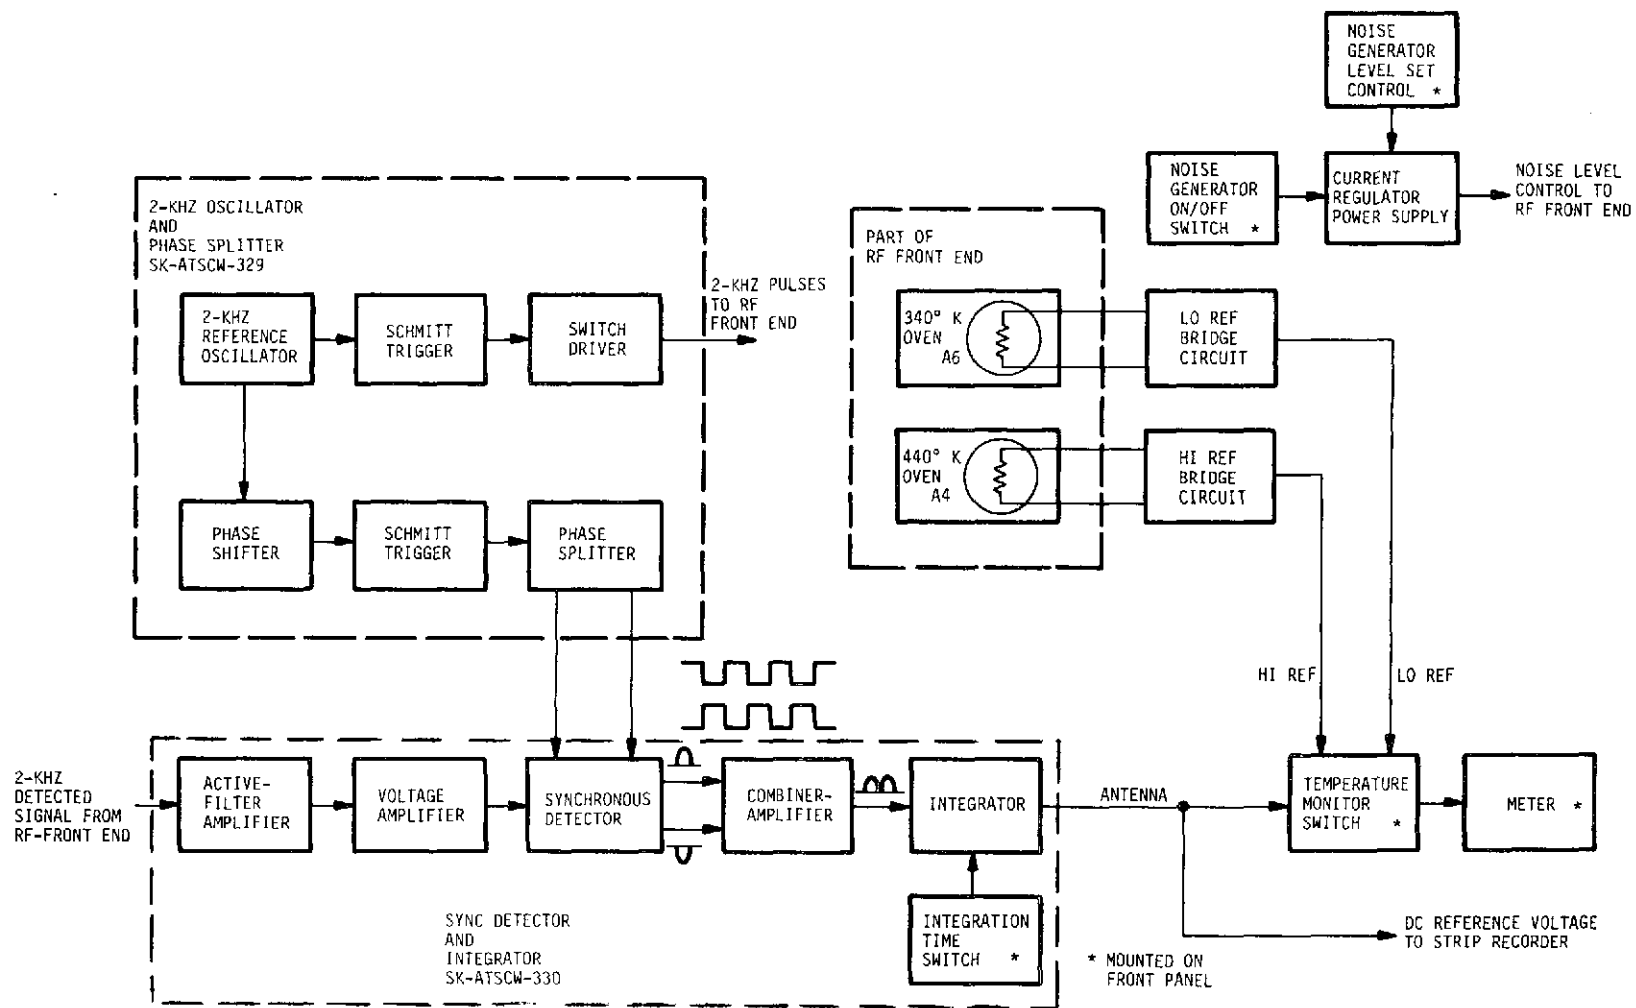 NOISE
GENERATOR
LEVEL SET
CONTROL *
NOISE
GENERATOR
ON/OFF
SWITCH *
CURRENT
REGULATOR
POWER SUPPLY
NOISE LEVEL
CONTROL TO
RF FRONT END
2-KHZ OSCILLATOR
AND
PHASE SPLITTER
SK-ATSCW-329
2-KHZ
REFERENCE
OSCILLATOR
SCHMITT
TRIGGER
SWITCH
DRIVER
2-KHZ PULSES
TO RF
FRONT END
PHASE
SHIFTER
SCHMITT
TRIGGER
PHASE
SPLITTER
PART OF
RF FRONT END
340° K
OVEN
A6
LO REF
BRIDGE
CIRCUIT
440° K
OVEN
A4
HI REF
BRIDGE
CIRCUIT
HI REF
LO REF
2-KHZ
DETECTED
SIGNAL FROM
RF-FRONT END
ACTIVE-
FILTER
AMPLIFIER
VOLTAGE
AMPLIFIER
SYNCHRONOUS
DETECTOR
COMBINER-
AMPLIFIER
INTEGRATOR
ANTENNA
TEMPERATURE
MONITOR
SWITCH *
METER *
INTEGRATION
TIME
SWITCH *
SYNC DETECTOR
AND
INTEGRATOR
SK-ATSCW-330
* MOUNTED ON
FRONT PANEL
DC REFERENCE VOLTAGE
TO STRIP RECORDER